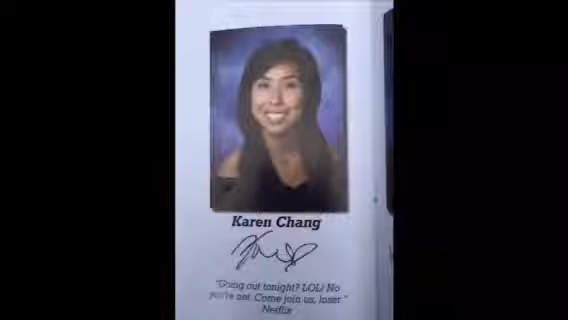 Karen Chang
"Going out tonight? LOL! No
you're not. Come join us, loser."
Netflix